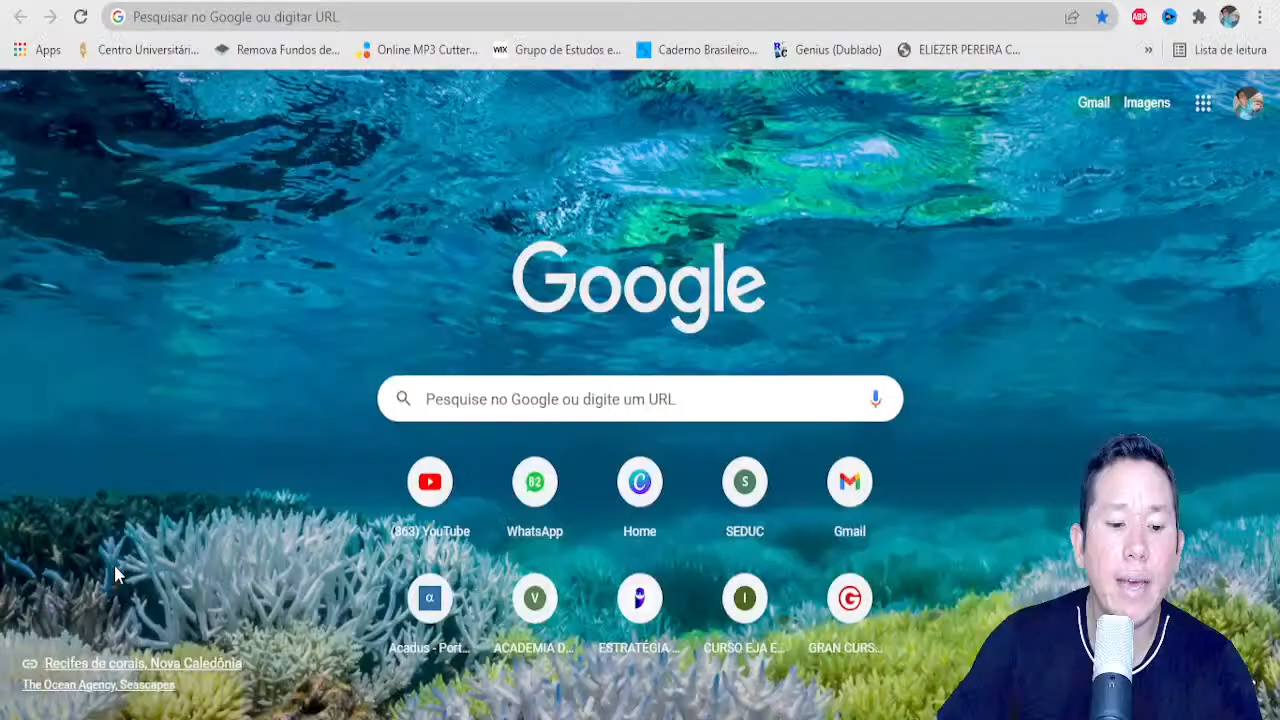 Pesquisar no Google ou digitar URL
Apps
Centro Universitári...
Remova Fundos de...
Online MP3 Cutter...
WIX
Grupo de Estudos e...
Caderno Brasileiro...
Genius (Dublado)
ELIEZER PEREIRA C...
»
Lista de leitura
ABP
Gmail
Imagens
Google
Pesquise no Google ou digite um URL
(863) YouTube
WhatsApp
Home
SEDUC
Gmail
Acadus - Port...
ACADEMIA D...
ESTRATÉGIA ...
CURSO EJA E...
GRAN CURS...
Recifes de corais, Nova Caledônia
The Ocean Agency, Seascapes